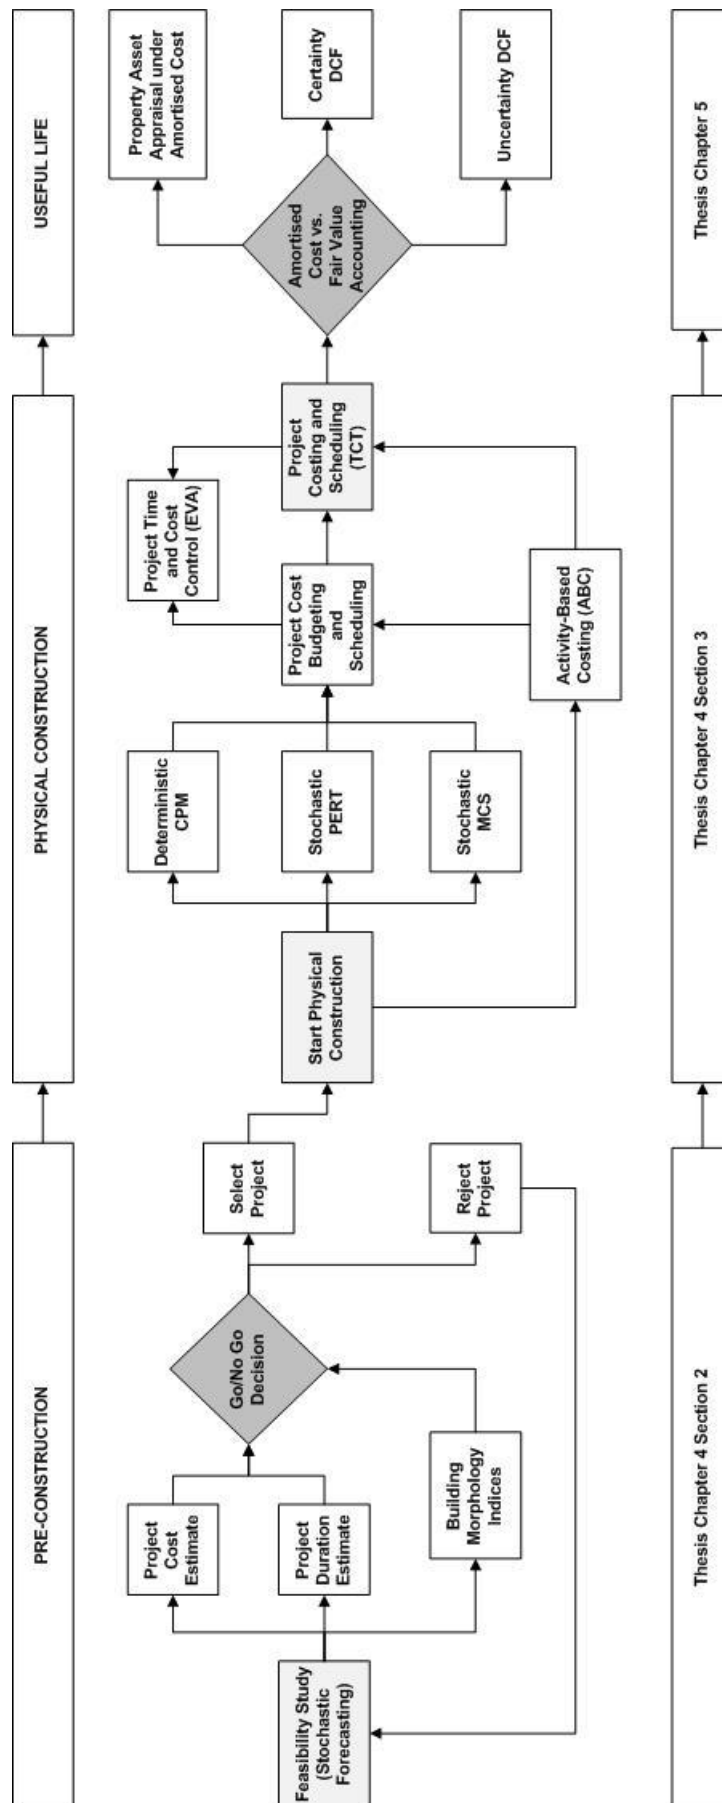 PRE-CONSTRUCTION
PHYSICAL CONSTRUCTION
USEFUL LIFE
Feasibility Study
(Stochastic
Forecasting)
Project
Cost
Estimate
Project
Duration
Estimate
Building
Morphology
Indices
Go/No Go
Decision
Select
Project
Reject
Project
Start Physical
Construction
Deterministic
CPM
Stochastic
PERT
Stochastic
MCS
Project Cost
Budgeting
and
Scheduling
Project Time
and Cost
Control (EVA)
Activity-Based
Costing (ABC)
Project
Costing and
Scheduling
(TCT)
Amortised
Cost vs.
Fair Value
Accounting
Property Asset
Appraisal under
Amortised Cost
Certainty
DCF
Uncertainty DCF
Thesis Chapter 4 Section 2
Thesis Chapter 4 Section 3
Thesis Chapter 5